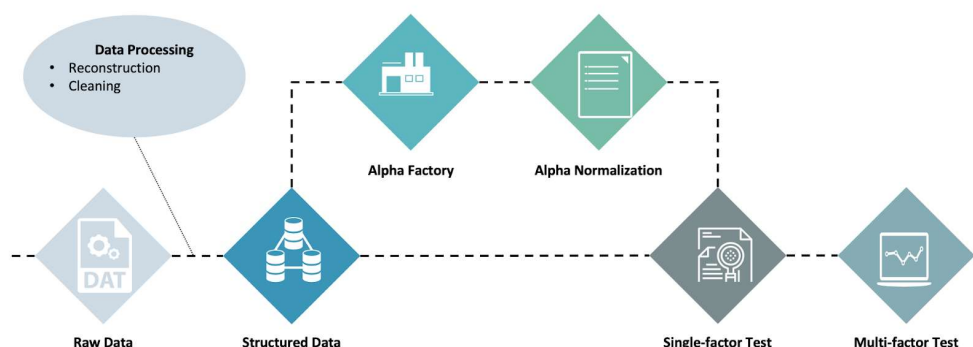 Data Processing
• Reconstruction
• Cleaning
Alpha Factory
Alpha Normalization
DAT
Raw Data
Structured Data
Single-factor Test
Multi-factor Test